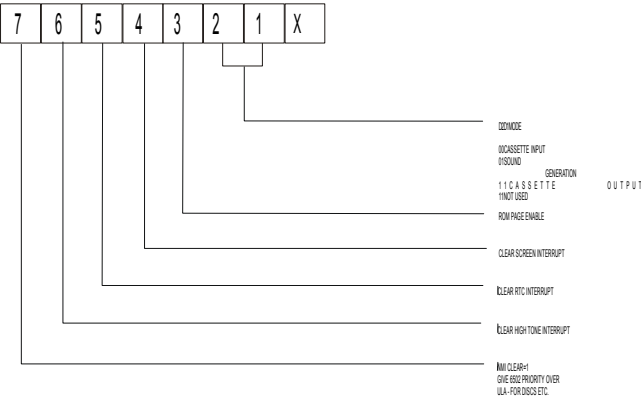 7 6 5 4 3 2 1 X
D2D1MODE
00CASSETTE INPUT
01SOUND
GENERATION
11CASSETTE OUTPUT
11NOT USED
ROM PAGE ENABLE
CLEAR SCREEN INTERRUPT
CLEAR RTC INTERRUPT
CLEAR HIGH TONE INTERRUPT
NMI CLEAR=1
GIVE 6502 PRIORITY OVER
ULA - FOR DISCS ETC.